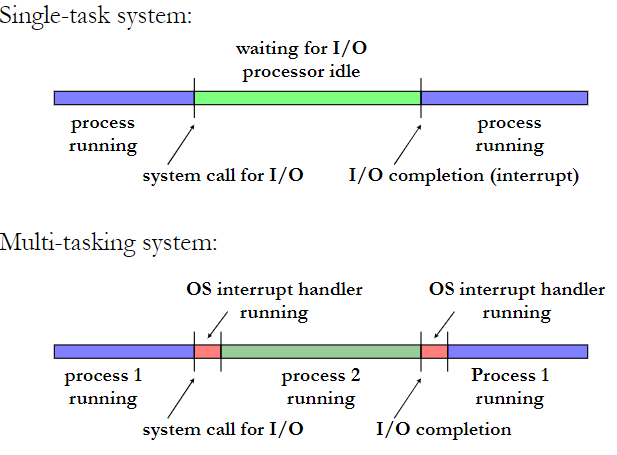 Single-task system:
waiting for I/O
processor idle
process
running
process
running
system call for I/O
I/O completion (interrupt)
Multi-tasking system:
OS interrupt handler
running
OS interrupt handler
running
process 1
running
process 2
running
Process 1
running
system call for I/O
I/O completion